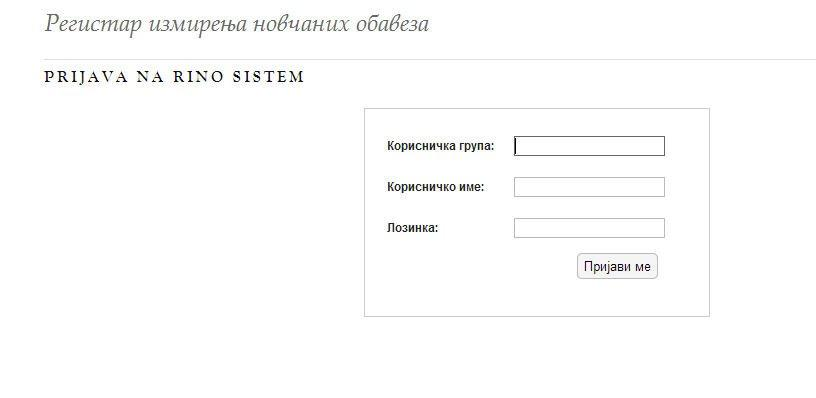 Регистар измирења новчаних обавеза
PRIJAVA NA RINO SISTEM
Корисничка група:
Корисничко име:
Лозинка:
Пријави ме